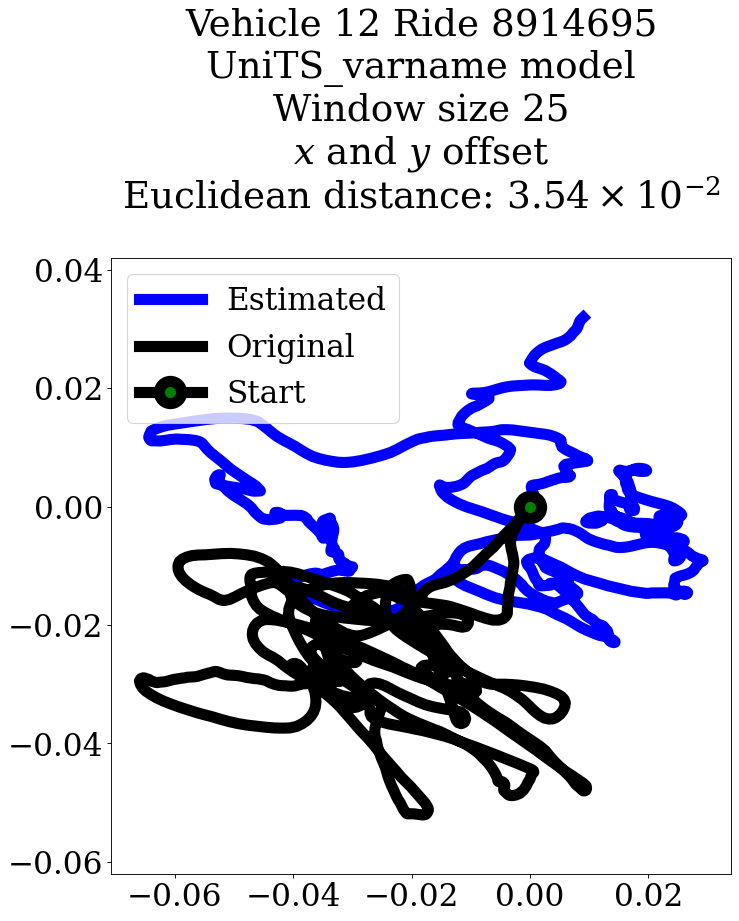 Vehicle 12 Ride 8914695
UniTS_varname model
Window size 25
x and y offset
Euclidean distance: 3.54 × 10⁻²
0.04
0.02
0.00
−0.02
−0.04
−0.06
Estimated
Original
Start
−0.06 −0.04 −0.02 0.00 0.02